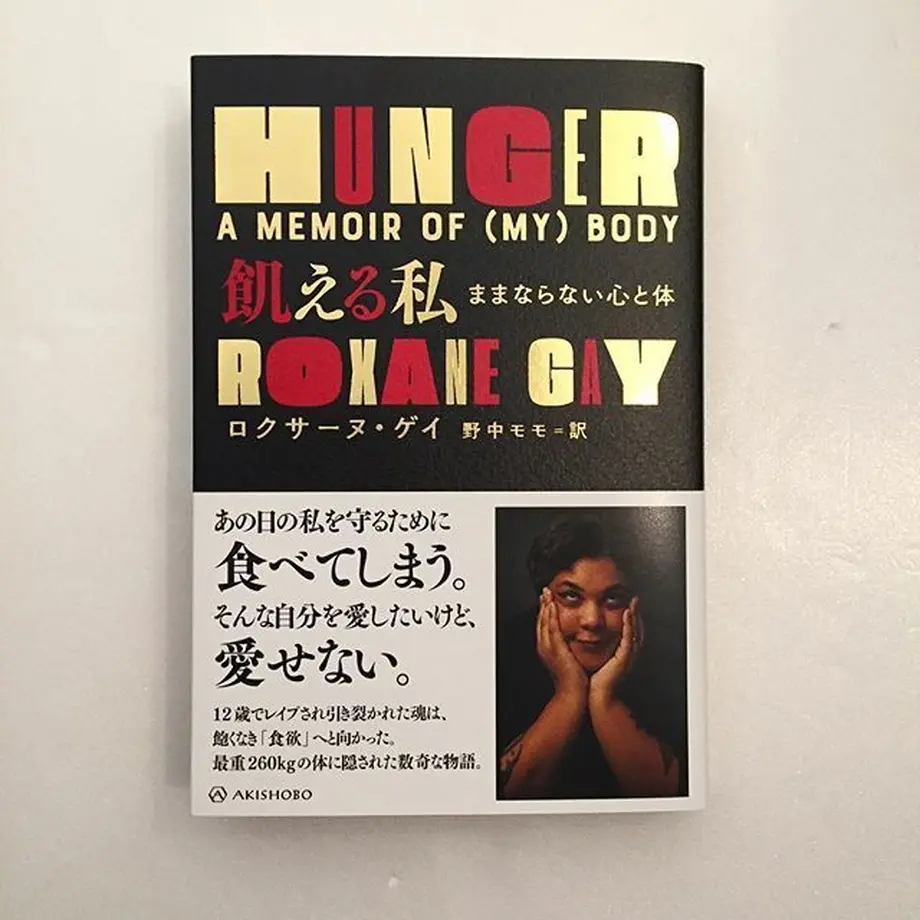 HUNGER
A MEMOIR OF (MY) BODY
飢える私 ままならない心と体
ROXANE GAY
ロクサーヌ・ゲイ 野中モモ=訳
あの日の私を守るために
食べてしまう。
そんな自分を愛したいけど、
愛せない。
12歳でレイプされ引き裂かれた魂は、
飽くなき「食欲」へと向かった。
最重260kgの体に隠された数奇な物語。
AKISHOBO